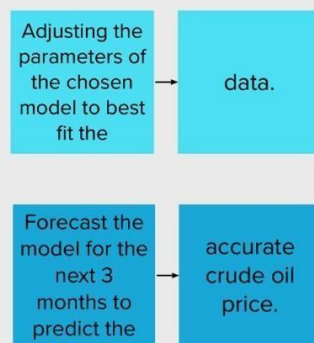 Adjusting the
parameters of
the chosen
model to best
fit the
data.
Forecast the
model for the
next 3
months to
predict the
accurate
crude oil
price.